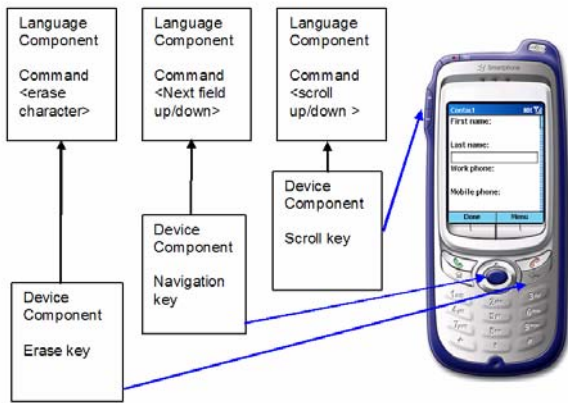 Language
Component
Command
<erase
character>
Language
Component
Command
<Next field
up/down>
Language
Component
Command
<scroll
up/down >
Device
Component
Scroll key
Device
Component
Navigation
key
Device
Component
Erase key
Smartphone
Contact
First name:
Last name:
Work phone:
Mobile phone:
Done Menu